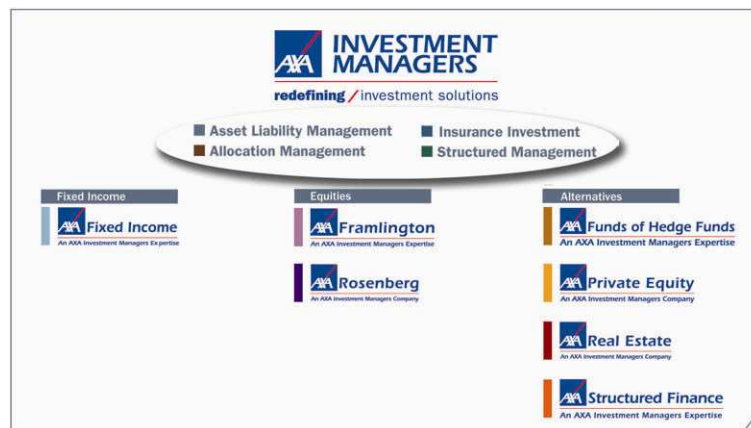 AXA INVESTMENT
MANAGERS
redefining / investment solutions
Asset Liability Management
Insurance Investment
Allocation Management
Structured Management
Fixed Income
AXA Fixed Income
An AXA Investment Managers Expertise
Equities
AXA Framlington
An AXA Investment Managers Expertise
AXA Rosenberg
An AXA Investment Managers Company
Alternatives
AXA Funds of Hedge Funds
An AXA Investment Managers Expertise
AXA Private Equity
An AXA Investment Managers Company
AXA Real Estate
An AXA Investment Managers Company
AXA Structured Finance
An AXA Investment Managers Expertise